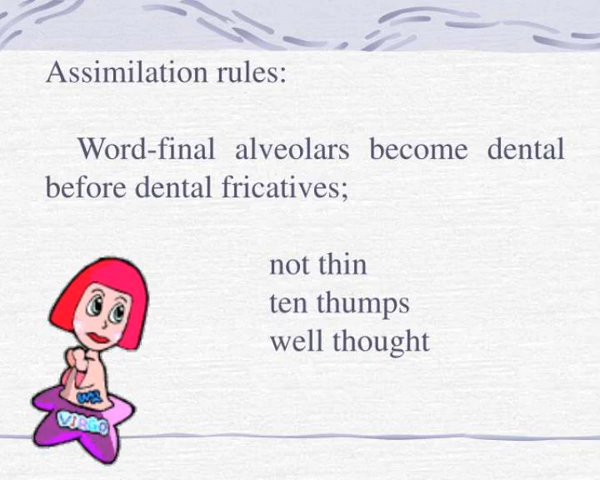 Assimilation rules:
Word-final alveolars become dental
before dental fricatives;
not thin
ten thumps
well thought
VIRGO